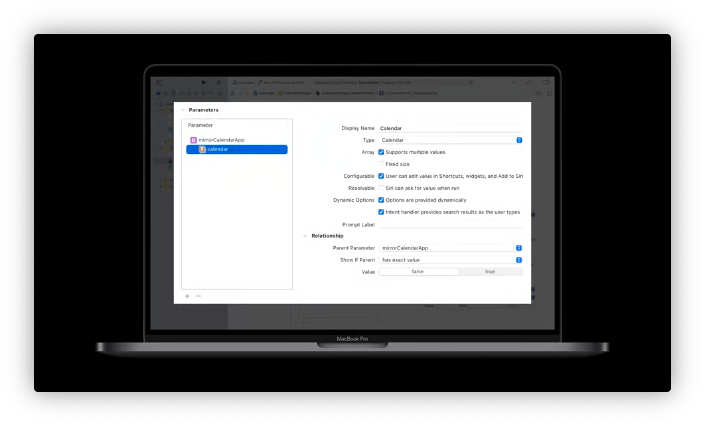 Parameters
Parameter
mirrorCalendarApp
calendar
Display Name Calendar
Type Calendar
Array Supports multiple values
Fixed size
Configurable User can edit value in Shortcuts, widgets, and Add to Siri
Resolvable Siri can ask for value when run
Dynamic Options Options are provided dynamically
Intent handler provides search results as the user types
Prompt Label
Relationship
Parent Parameter mirrorCalendarApp
Show If Parent has exact value
Value false true
+ −
MacBook Pro